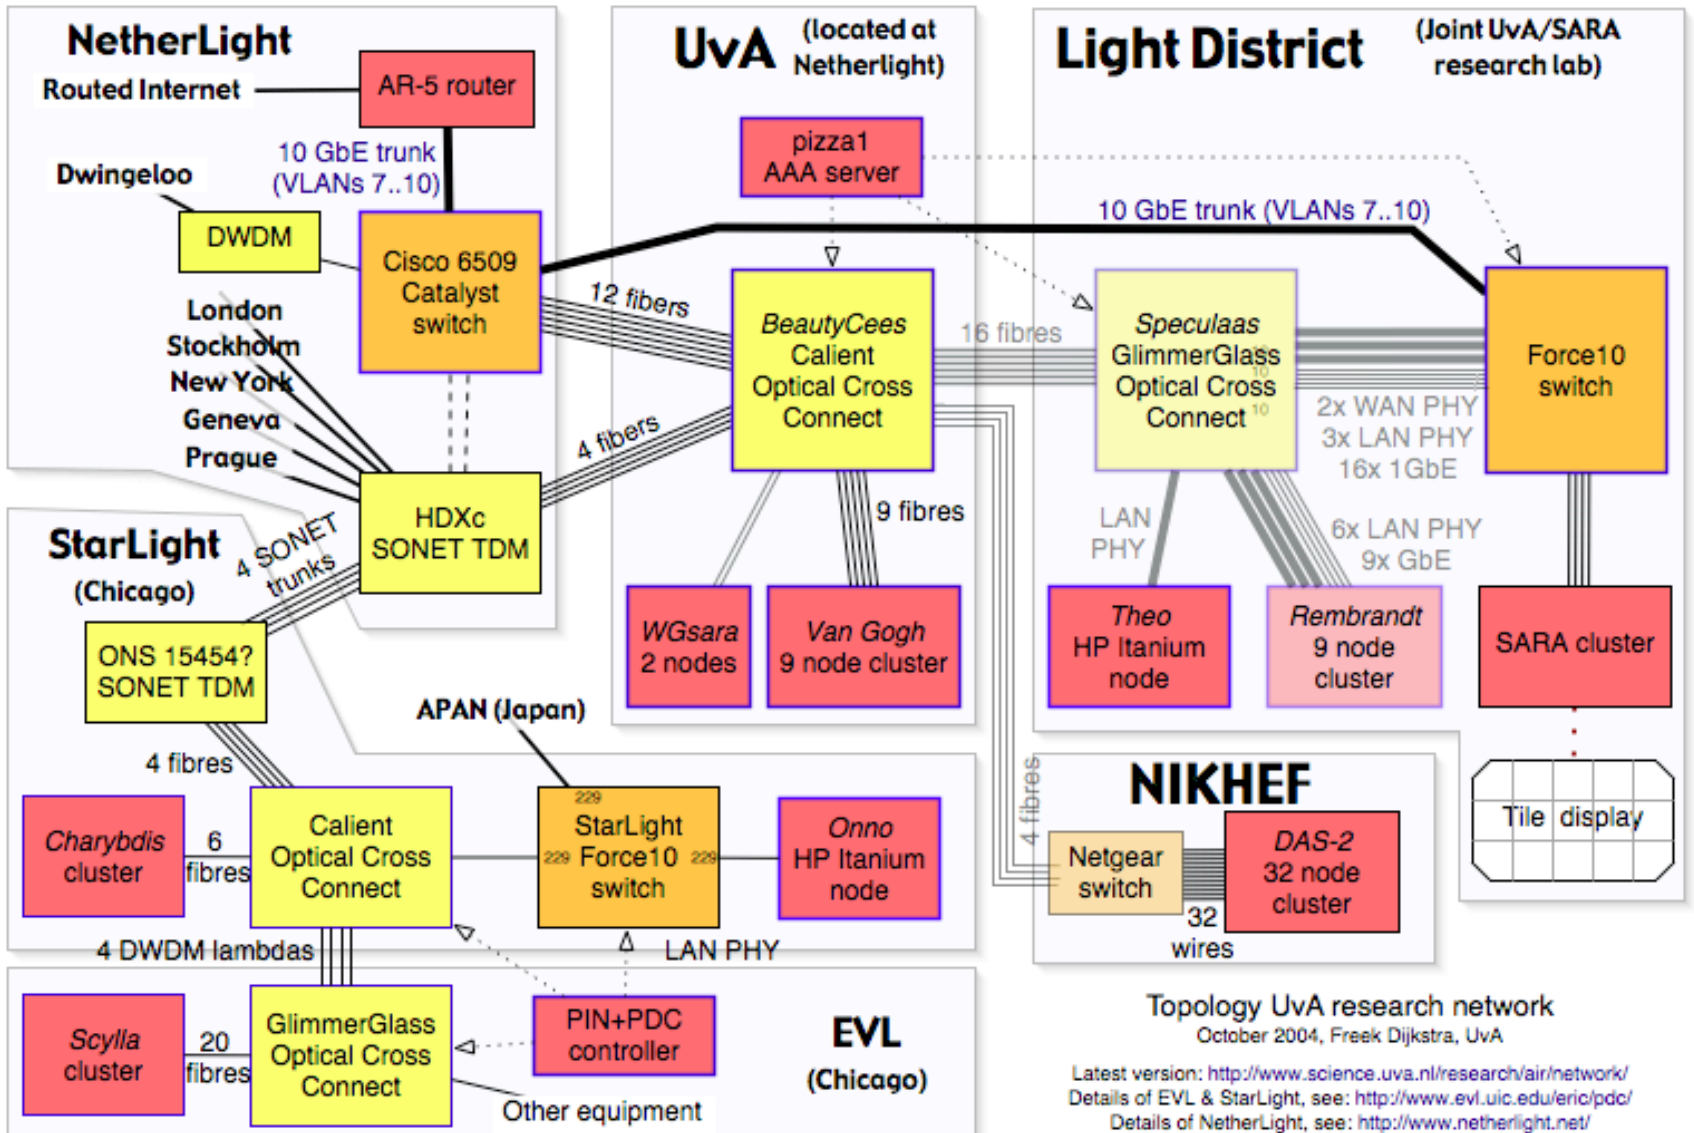 NetherLight
Routed Internet
AR-5 router
10 GbE trunk
(VLANs 7..10)
Dwingeloo
DWDM
Cisco 6509
Catalyst
switch
London
Stockholm
New York
Geneva
Prague
HDXc
SONET TDM
12 fibers
4 fibers
4 SONET
trunks
UvA
(located at
Netherlight)
pizza1
AAA server
BeautyCees
Calient
Optical Cross
Connect
9 fibres
WGsara
2 nodes
Van Gogh
9 node cluster
16 fibres
Light District
(Joint UvA/SARA
research lab)
10 GbE trunk (VLANs 7..10)
Speculaas
GlimmerGlass
Optical Cross
Connect
10
10
10
Force10
switch
2x WAN PHY
3x LAN PHY
16x 1GbE
LAN
PHY
6x LAN PHY
9x GbE
Theo
HP Itanium
node
Rembrandt
9 node
cluster
SARA cluster
Tile display
StarLight
(Chicago)
ONS 15454?
SONET TDM
APAN (Japan)
4 fibres
Charybdis
cluster
6
fibres
Calient
Optical Cross
Connect
229
StarLight
Force10
switch
229
229
Onno
HP Itanium
node
4 DWDM lambdas
LAN PHY
4 fibres
NIKHEF
Netgear
switch
DAS-2
32 node
cluster
32
wires
Scylla
cluster
20
fibres
GlimmerGlass
Optical Cross
Connect
PIN+PDC
controller
EVL
(Chicago)
Other equipment
Topology UvA research network
October 2004, Freek Dijkstra, UvA
Latest version: http://www.science.uva.nl/research/air/network/
Details of EVL & StarLight, see: http://www.evl.uic.edu/eric/pdc/
Details of NetherLight, see: http://www.netherlight.net/